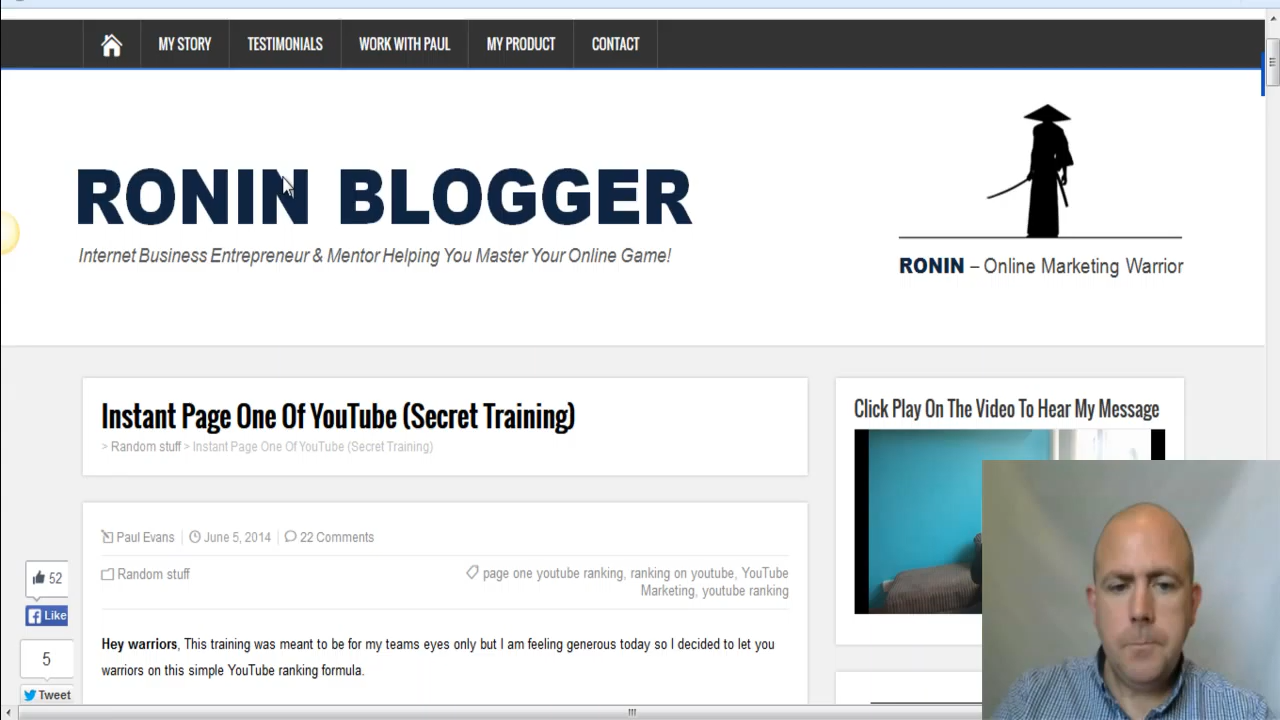 MY STORY
TESTIMONIALS
WORK WITH PAUL
MY PRODUCT
CONTACT
RONIN BLOGGER
Internet Business Entrepreneur & Mentor Helping You Master Your Online Game!
RONIN – Online Marketing Warrior
Instant Page One Of YouTube (Secret Training)
> Random stuff > Instant Page One Of YouTube (Secret Training)
Paul Evans
June 5, 2014
22 Comments
Random stuff
page one youtube ranking, ranking on youtube, YouTube
Marketing, youtube ranking
Hey warriors, This training was meant to be for my teams eyes only but I am feeling generous today so I decided to let you
warriors on this simple YouTube ranking formula.
52
Like
5
Tweet
Click Play On The Video To Hear My Message